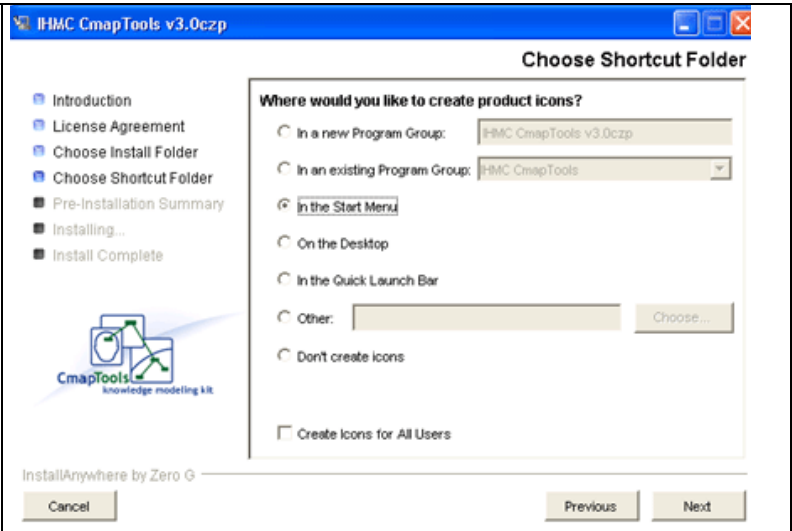 IHMC CmapTools v3.0czp
Choose Shortcut Folder
Introduction
License Agreement
Choose Install Folder
Choose Shortcut Folder
Pre-Installation Summary
Installing...
Install Complete
CmapTools
knowledge modeling kit
Where would you like to create product icons?
In a new Program Group: IHMC CmapTools v3.0czp
In an existing Program Group: IHMC CmapTools
In the Start Menu
On the Desktop
In the Quick Launch Bar
Other: Choose...
Don't create icons
Create Icons for All Users
InstallAnywhere by Zero G
Cancel Previous Next